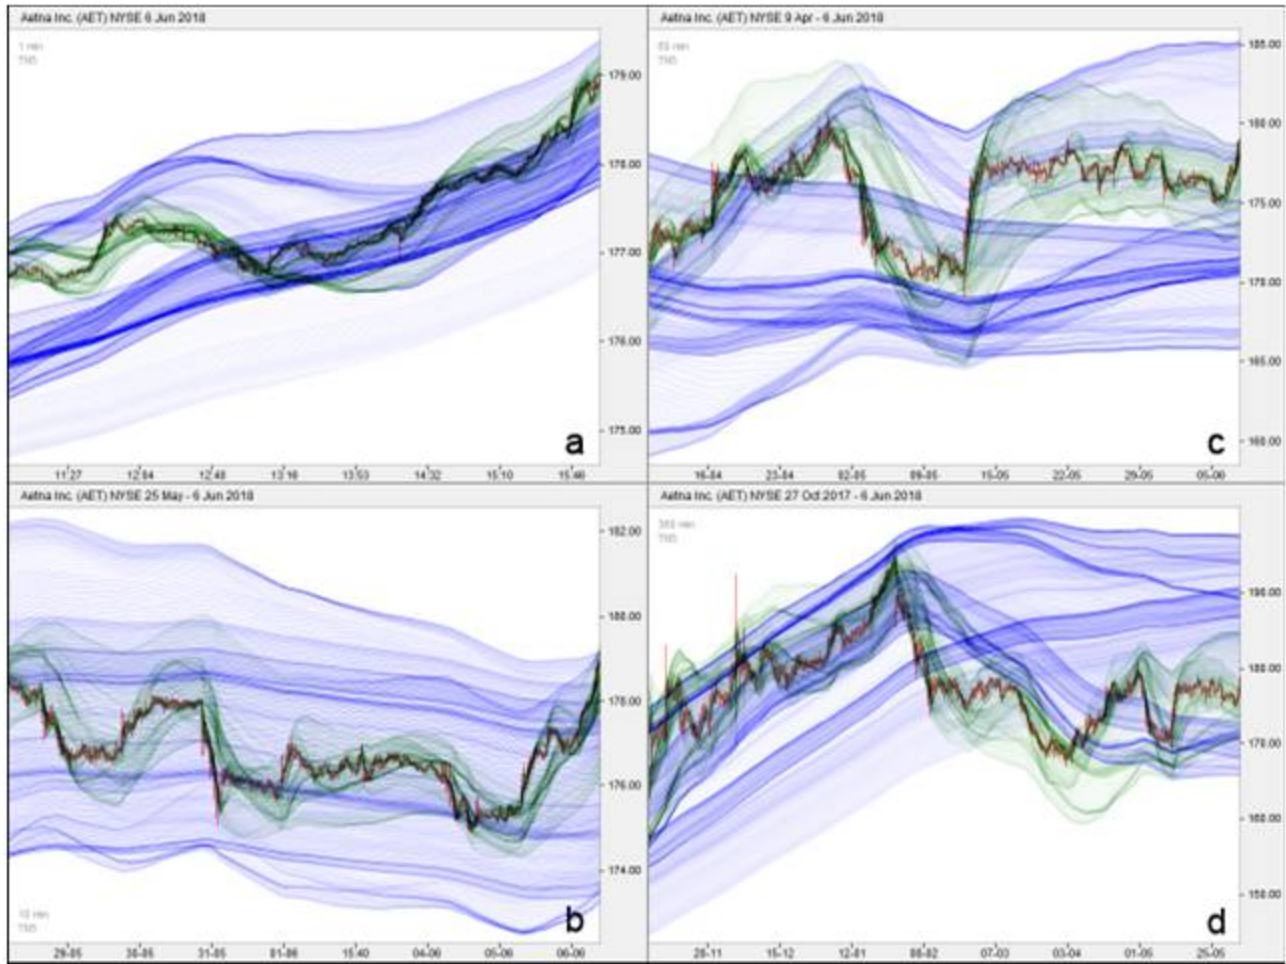 Aetna Inc. (AET) NYSE 6 Jun 2018
1 min
179.00
178.00
177.00
176.00
175.00
a
11:27 12:04 12:48 13:16 13:53 14:32 15:10 15:46
Aetna Inc. (AET) NYSE 9 Apr - 6 Jun 2018
min
185.00
180.00
175.00
170.00
165.00
160.00
c
16-04 23-04 02-05 09-05 15-05 22-05 29-05 05-06
Aetna Inc. (AET) NYSE 25 May - 6 Jun 2018
182.00
180.00
178.00
176.00
174.00
10 min
b
29-05 30-05 31-05 01-06 15:40 04-06 05-06 06-06
Aetna Inc. (AET) NYSE 27 Oct 2017 - 6 Jun 2018
min
190.00
180.00
170.00
160.00
150.00
d
20-11 15-12 12-01 06-02 07-03 03-04 01-05 25-05